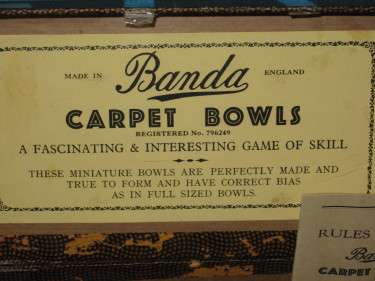 MADE IN Banda ENGLAND
CARPET BOWLS
REGISTERED No. 796249
A FASCINATING & INTERESTING GAME OF SKILL
THESE MINIATURE BOWLS ARE PERFECTLY MADE AND
TRUE TO FORM AND HAVE CORRECT BIAS
AS IN FULL SIZED BOWLS.
RULES
Ba
CARPET